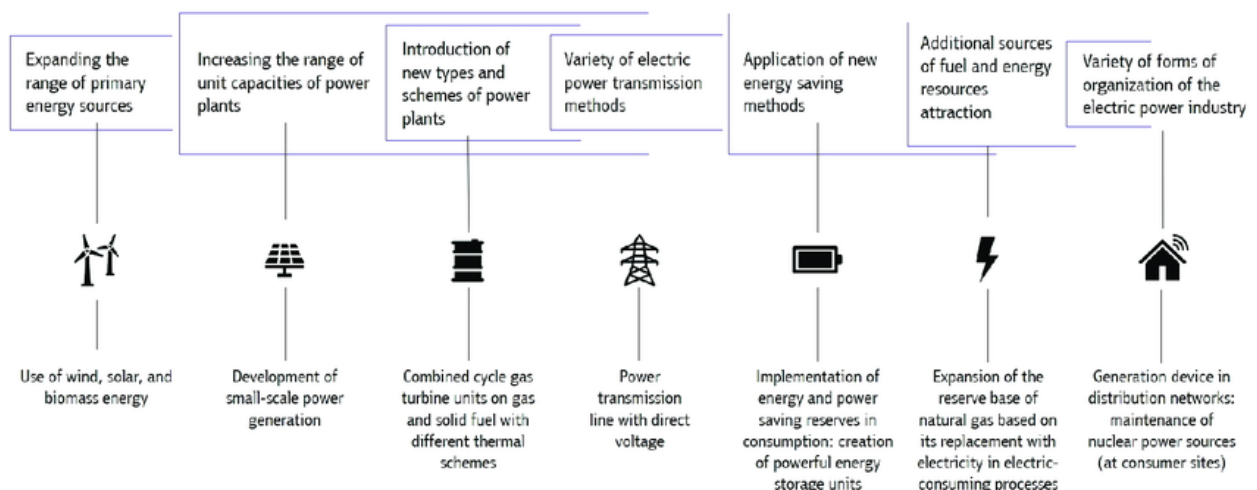 Expanding the
range of primary
energy sources
Increasing the range of
unit capacities of power
plants
Introduction of
new types and
schemes of power
plants
Variety of electric
power transmission
methods
Application of new
energy saving
methods
Additional sources
of fuel and energy
resources
attraction
Variety of forms of
organization of the
electric power industry
Use of wind, solar, and
biomass energy
Development of
small-scale power
generation
Combined cycle gas
turbine units on gas
and solid fuel with
different thermal
schemes
Power
transmission
line with direct
voltage
Implementation of
energy and power
saving reserves in
consumption: creation
of powerful energy
storage units
Expansion of the
reserve base of
natural gas based on
its replacement with
electricity in electric-
consuming processes
Generation device in
distribution networks:
maintenance of
nuclear power sources
(at consumer sites)